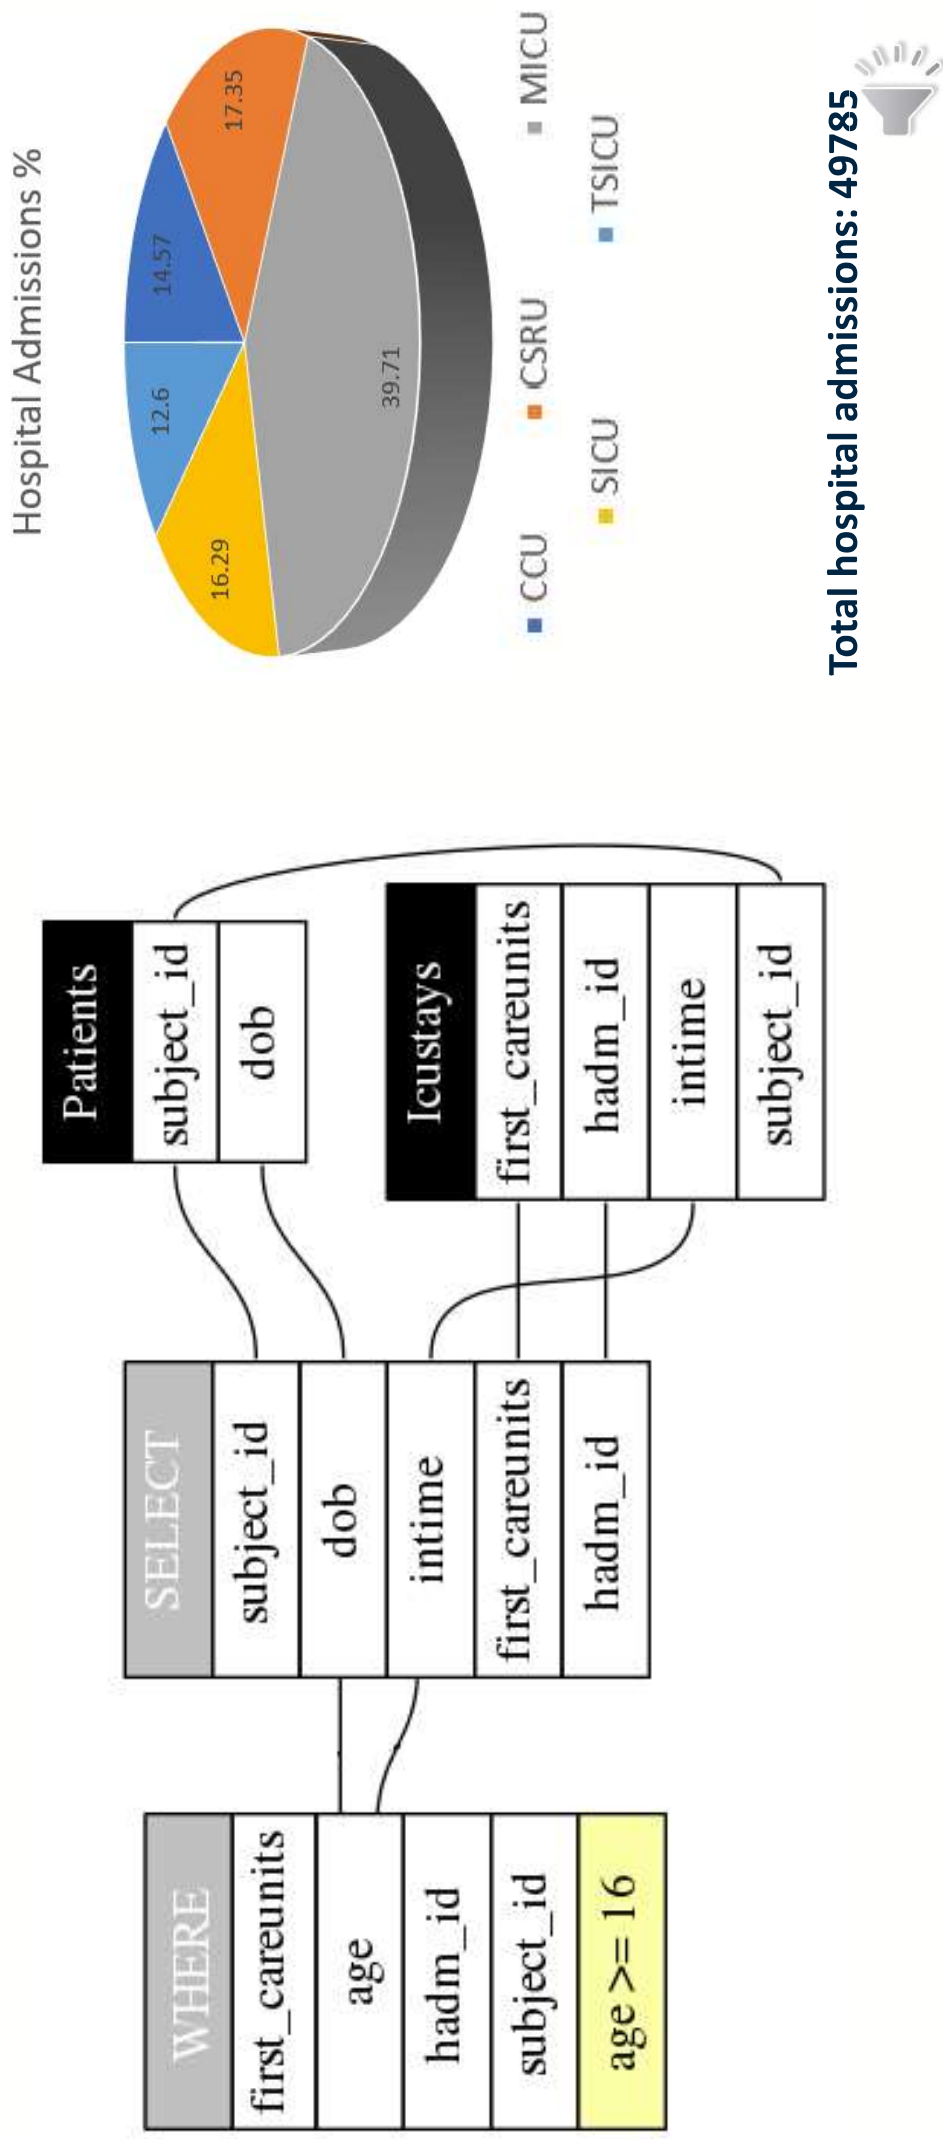 WHERE
first_careunits
age
hadm_id
subject_id
age >= 16
SELECT
subject_id
dob
intime
first_careunits
hadm_id
Patients
subject_id
dob
Icustays
first_careunits
hadm_id
intime
subject_id
Hospital Admissions %
12.6
14.57
16.29
17.35
39.71
CCU CSRU MICU
SICU TSICU
Total hospital admissions: 49785